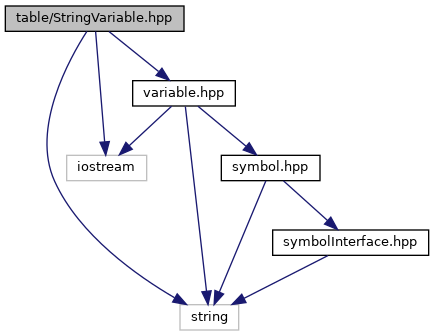 table/StringVariable.hpp
variable.hpp
iostream
symbol.hpp
symbolInterface.hpp
string